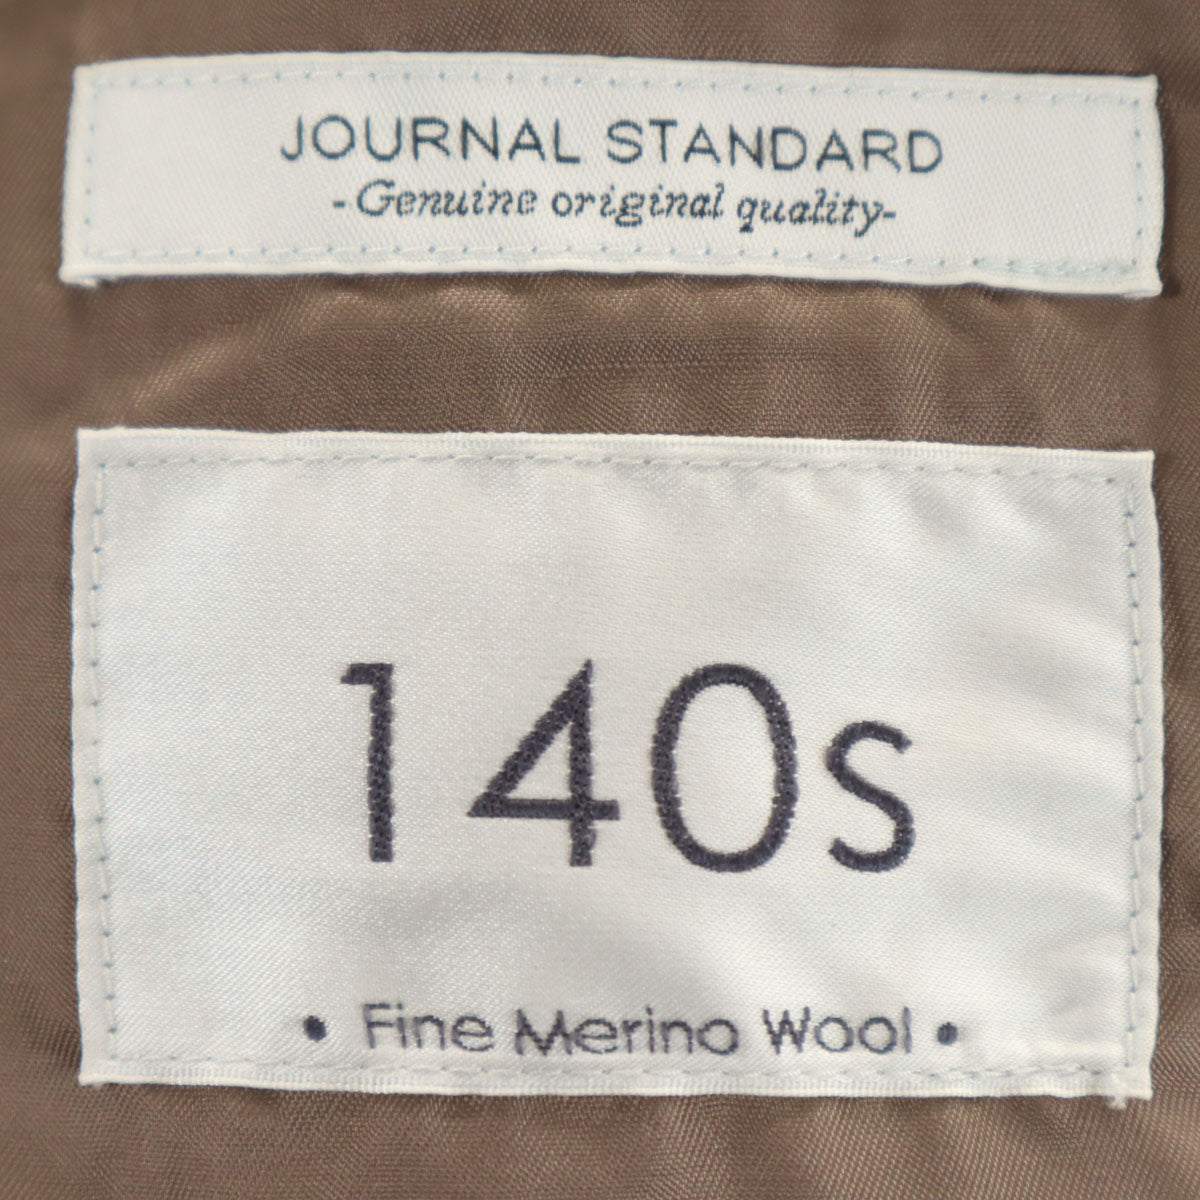 JOURNAL STANDARD
-Genuine original quality-
140s
• Fine Merino Wool •